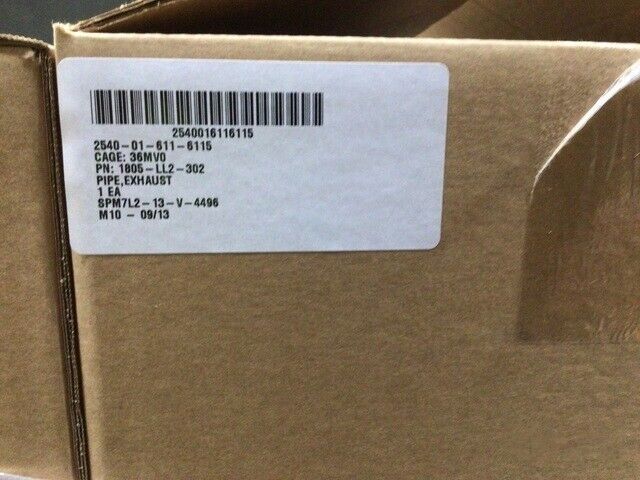 2540016116115
2540-01-611-6115
CAGE: 36MV0
PN: 1805-LL2-302
PIPE,EXHAUST
1 EA
SPM7L2-13-V-4496
M10 - 09/13